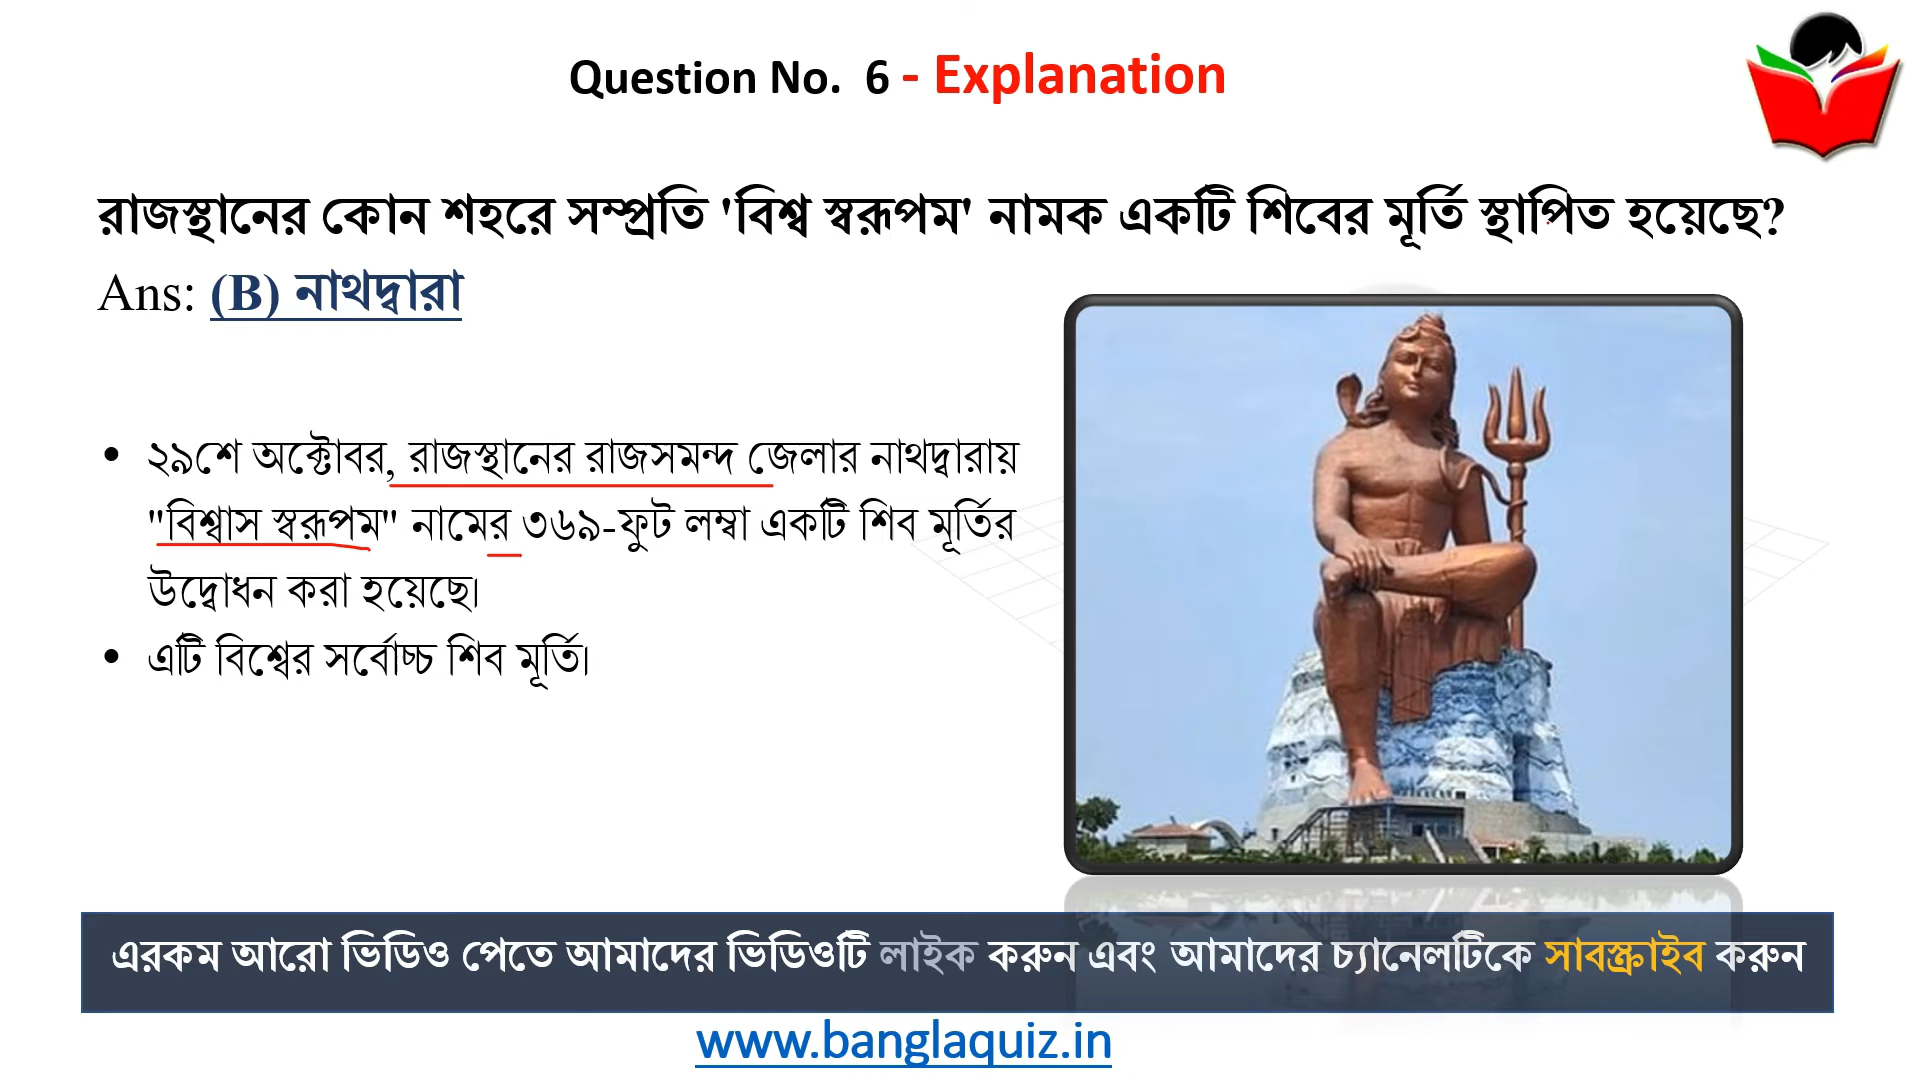 Question No. 6 - Explanation
রাজস্থানের কোন শহরে সম্প্রতি 'বিশ্ব স্বরূপম' নামক একটি শিবের মূর্তি স্থাপিত হয়েছে?
Ans: (B) নাথদ্বারা
• ২৯শে অক্টোবর, রাজস্থানের রাজসমন্দ জেলার নাথদ্বারায়
"বিশ্বাস স্বরূপম" নামের ৩৬৯-ফুট লম্বা একটি শিব মূর্তির
উদ্বোধন করা হয়েছে।
• এটি বিশ্বের সর্বোচ্চ শিব মূর্তি।
এরকম আরো ভিডিও পেতে আমাদের ভিডিওটি লাইক করুন এবং আমাদের চ্যানেলটিকে সাবস্ক্রাইব করুন
www.banglaquiz.in